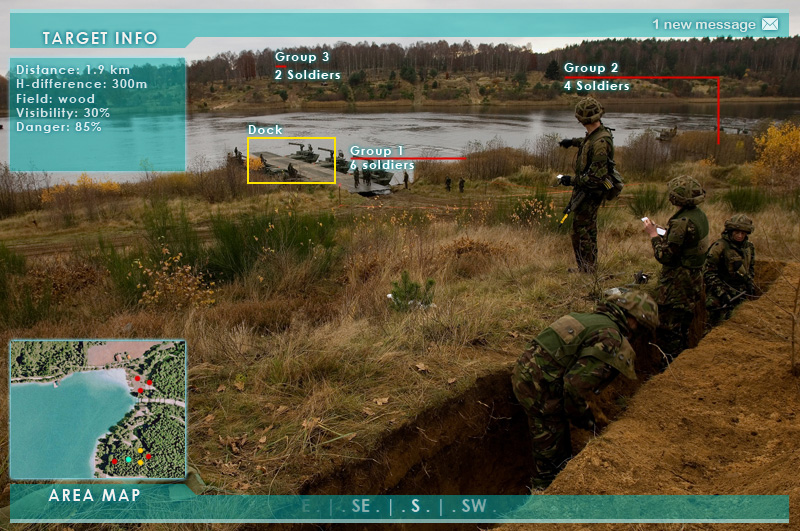 1 new message
TARGET INFO
Distance: 1.9 km
H-difference: 300m
Field: wood
Visibility: 30%
Danger: 85%
Group 3
2 Soldiers
Group 2
4 Soldiers
Dock
Group 1
6 soldiers
AREA MAP
E . | . SE . | . S . | . SW .